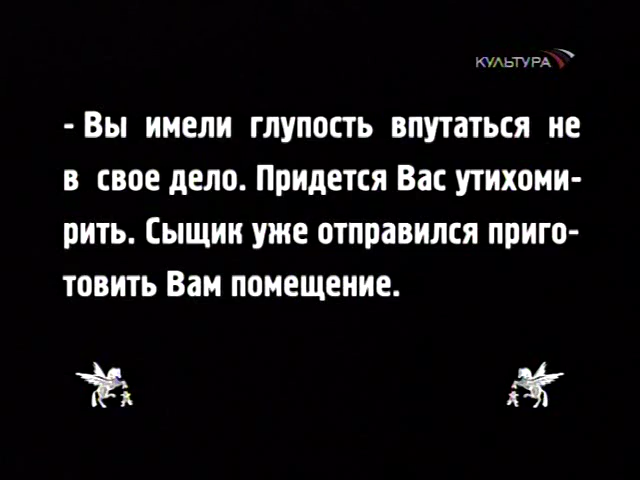 КУЛЬТУРА
- Вы имели глупость впутаться не
в свое дело. Придется Вас утихоми-
рить. Сыщик уже отправился приго-
товить Вам помещение.